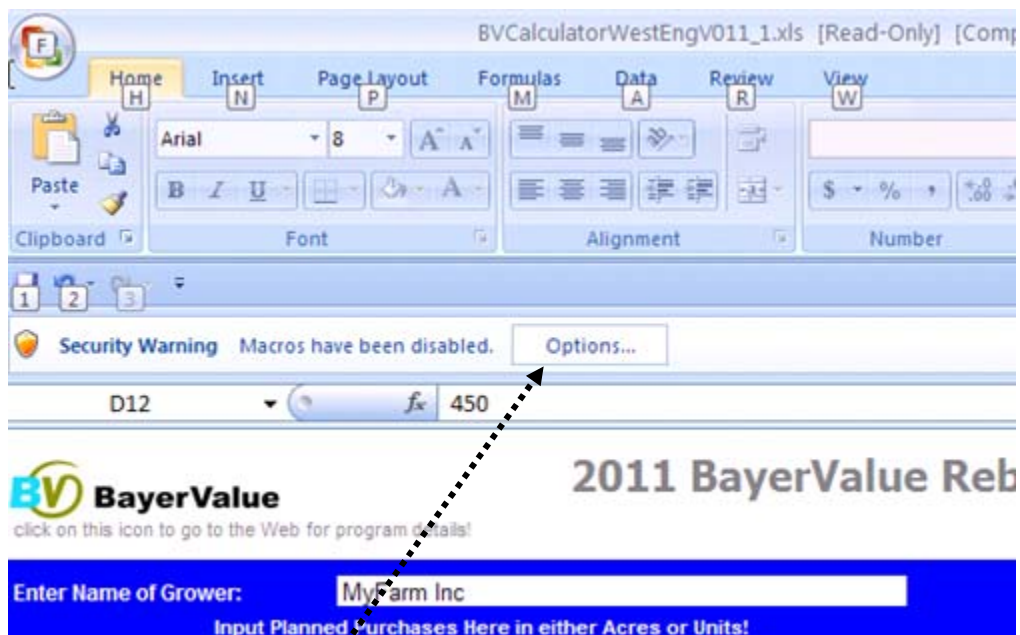 BVCalculatorWestEngV011_1.xls [Read-Only] [Comp
F
Home Insert Page Layout Formulas Data Review View
H N P M A R W
Arial 8 A A
Paste
B I U A $ % , .00
Clipboard Font Alignment Number
1 2 3
Security Warning Macros have been disabled. Options...
D12 fx 450
BV BayerValue 2011 BayerValue Reb
click on this icon to go to the Web for program details!
Enter Name of Grower: MyFarm Inc
Input Planned Purchases Here in either Acres or Units!